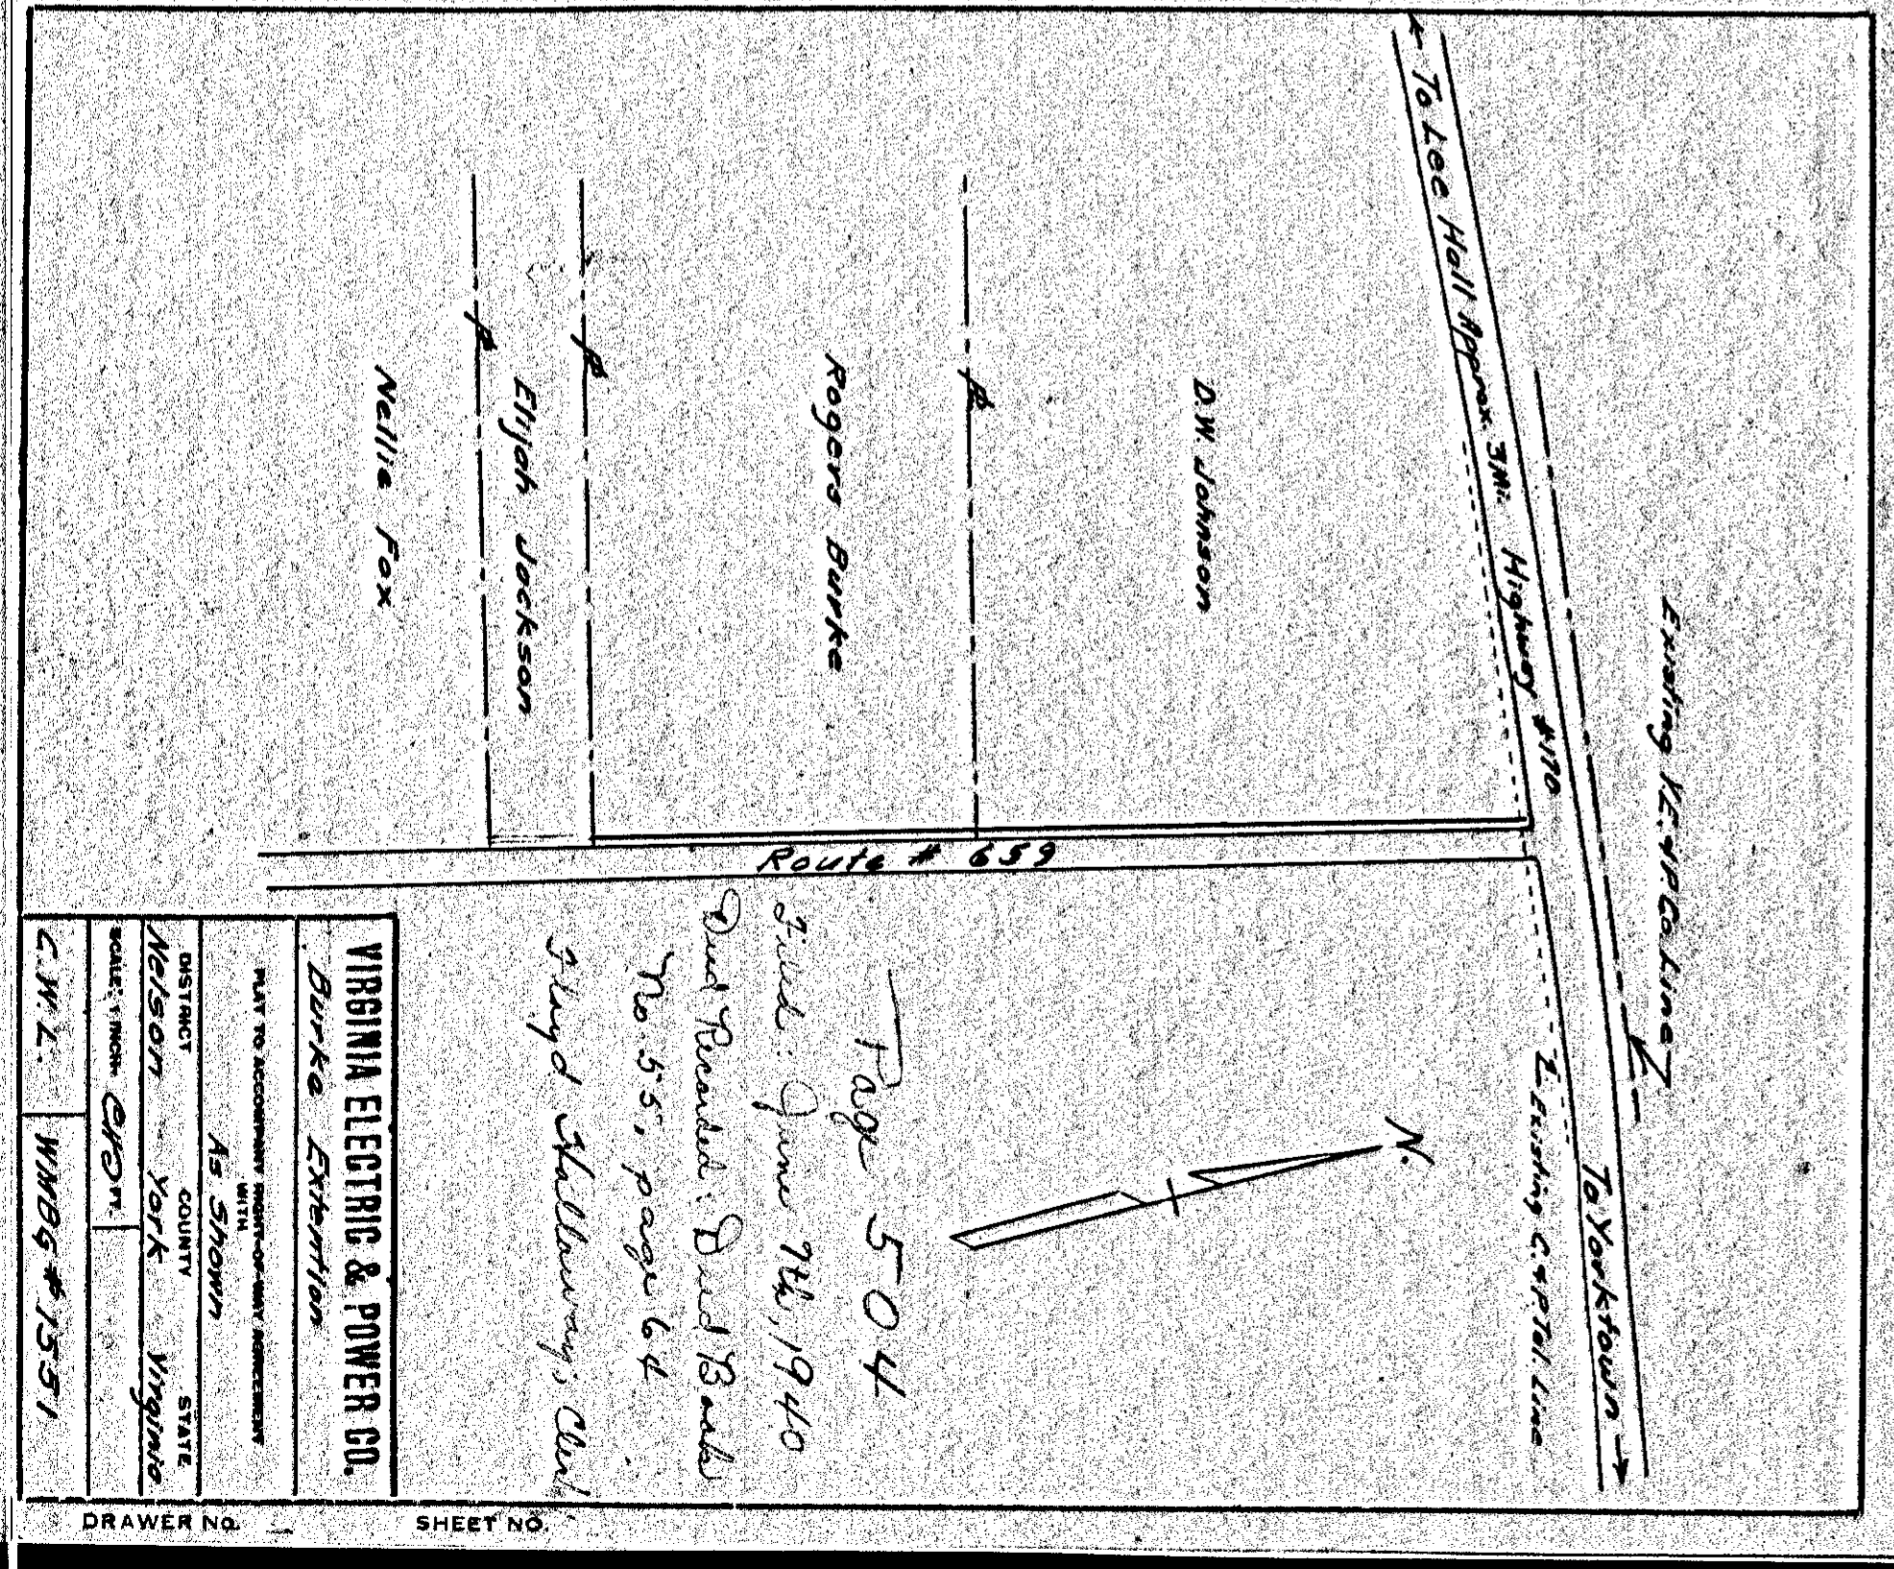 ← To Lee Hall Approx. 3 Mi. Highway #170
To Yorktown →
Existing V.E.&P.Co. Line
Existing C.&P. Tel. Line
N.
D.W. Johnson
Rogers Burke
Elijah Jackson
Nellie Fox
Route # 659
Page 504
Filed: June 7th, 1940
Deed Recorded: Deed Book
No. 55, page 64
Floyd Holloway, Clerk
VIRGINIA ELECTRIC & POWER CO.
Burke Extention
PLAT TO ACCOMPANY RIGHT-OF-WAY AGREEMENT
WITH
As Shown
DISTRICT COUNTY STATE
Nelson York Virginia
SCALE: 1 INCH= FT.
C.W.L. WMBG #1551
DRAWER NO.
SHEET NO.